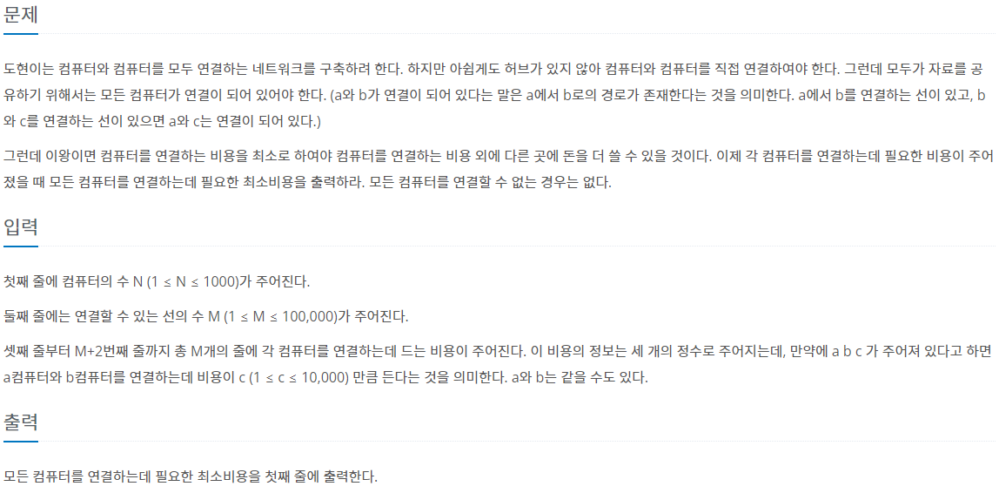 문제
도현이는 컴퓨터와 컴퓨터를 모두 연결하는 네트워크를 구축하려 한다. 하지만 아쉽게도 허브가 있지 않아 컴퓨터와 컴퓨터를 직접 연결하여야 한다. 그런데 모두가 자료를 공
유하기 위해서는 모든 컴퓨터가 연결이 되어 있어야 한다. (a와 b가 연결이 되어 있다는 말은 a에서 b로의 경로가 존재한다는 것을 의미한다. a에서 b를 연결하는 선이 있고, b
와 c를 연결하는 선이 있으면 a와 c는 연결이 되어 있다.)
그런데 이왕이면 컴퓨터를 연결하는 비용을 최소로 하여야 컴퓨터를 연결하는 비용 외에 다른 곳에 돈을 더 쓸 수 있을 것이다. 이제 각 컴퓨터를 연결하는데 필요한 비용이 주어
졌을 때 모든 컴퓨터를 연결하는데 필요한 최소비용을 출력하라. 모든 컴퓨터를 연결할 수 없는 경우는 없다.
입력
첫째 줄에 컴퓨터의 수 N (1 ≤ N ≤ 1000)가 주어진다.
둘째 줄에는 연결할 수 있는 선의 수 M (1 ≤ M ≤ 100,000)가 주어진다.
셋째 줄부터 M+2번째 줄까지 총 M개의 줄에 각 컴퓨터를 연결하는데 드는 비용이 주어진다. 이 비용의 정보는 세 개의 정수로 주어지는데, 만약에 a b c 가 주어져 있다고 하면
a컴퓨터와 b컴퓨터를 연결하는데 비용이 c (1 ≤ c ≤ 10,000) 만큼 든다는 것을 의미한다. a와 b는 같을 수도 있다.
출력
모든 컴퓨터를 연결하는데 필요한 최소비용을 첫째 줄에 출력한다.